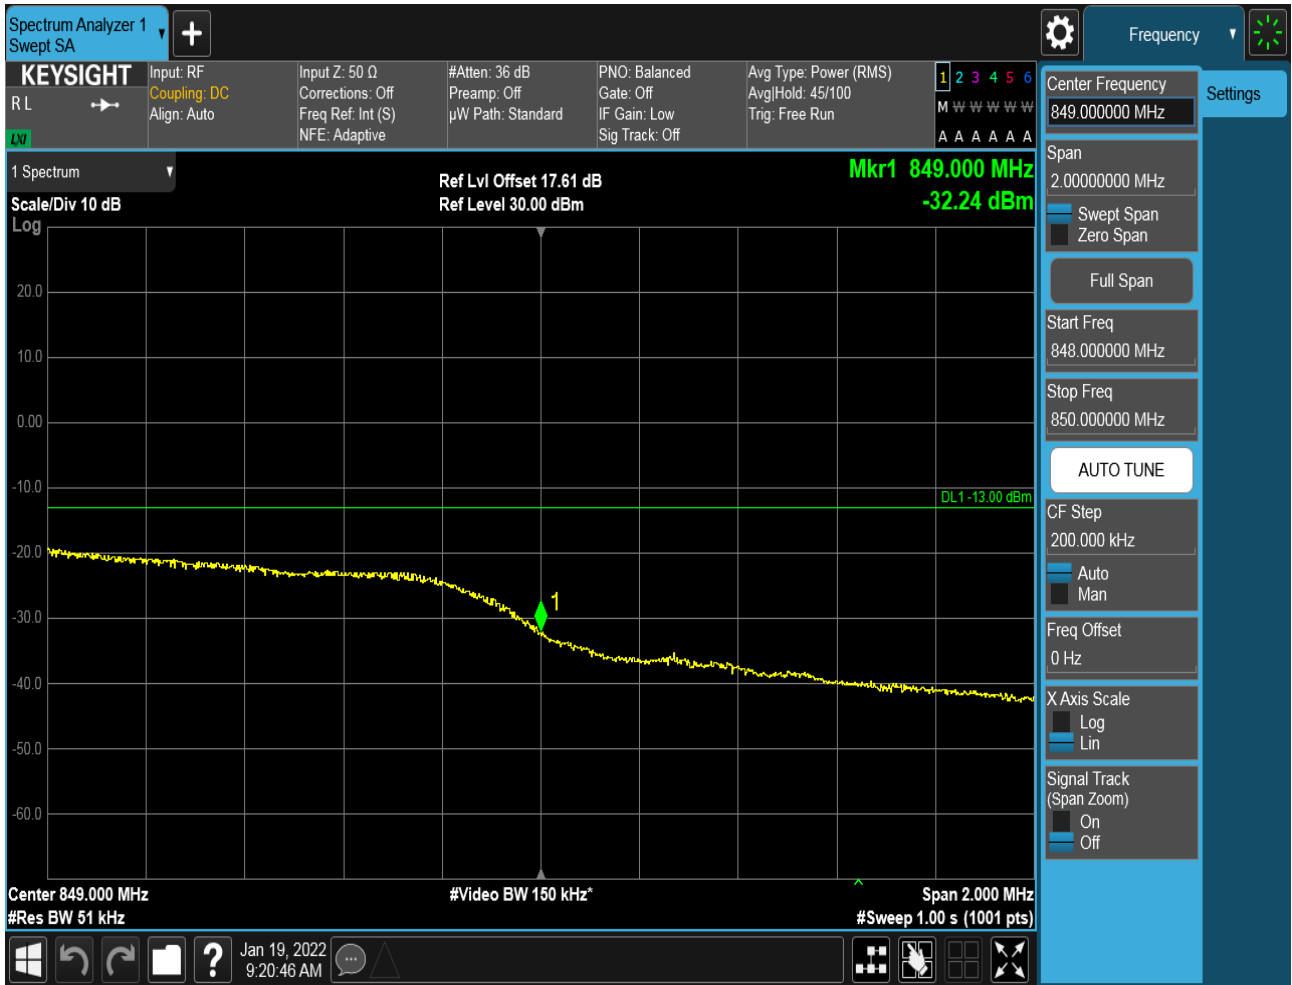 Spectrum Analyzer 1
Swept SA
Frequency
KEYSIGHT
R L
LXI
Input: RF
Coupling: DC
Align: Auto
Input Z: 50 Ω
Corrections: Off
Freq Ref: Int (S)
NFE: Adaptive
#Atten: 36 dB
Preamp: Off
µW Path: Standard
PNO: Balanced
Gate: Off
IF Gain: Low
Sig Track: Off
Avg Type: Power (RMS)
Avg|Hold: 45/100
Trig: Free Run
1 2 3 4 5 6
M W W W W W
A A A A A A
1 Spectrum
Scale/Div 10 dB
Log
Ref Lvl Offset 17.61 dB
Ref Level 30.00 dBm
Mkr1 849.000 MHz
-32.24 dBm
20.0
10.0
0.00
-10.0
-20.0
-30.0
-40.0
-50.0
-60.0
DL1 -13.00 dBm
1
Center 849.000 MHz
#Res BW 51 kHz
#Video BW 150 kHz*
Span 2.000 MHz
#Sweep 1.00 s (1001 pts)
Jan 19, 2022
9:20:46 AM
Center Frequency
849.000000 MHz
Settings
Span
2.00000000 MHz
Swept Span
Zero Span
Full Span
Start Freq
848.000000 MHz
Stop Freq
850.000000 MHz
AUTO TUNE
CF Step
200.000 kHz
Auto
Man
Freq Offset
0 Hz
X Axis Scale
Log
Lin
Signal Track
(Span Zoom)
On
Off